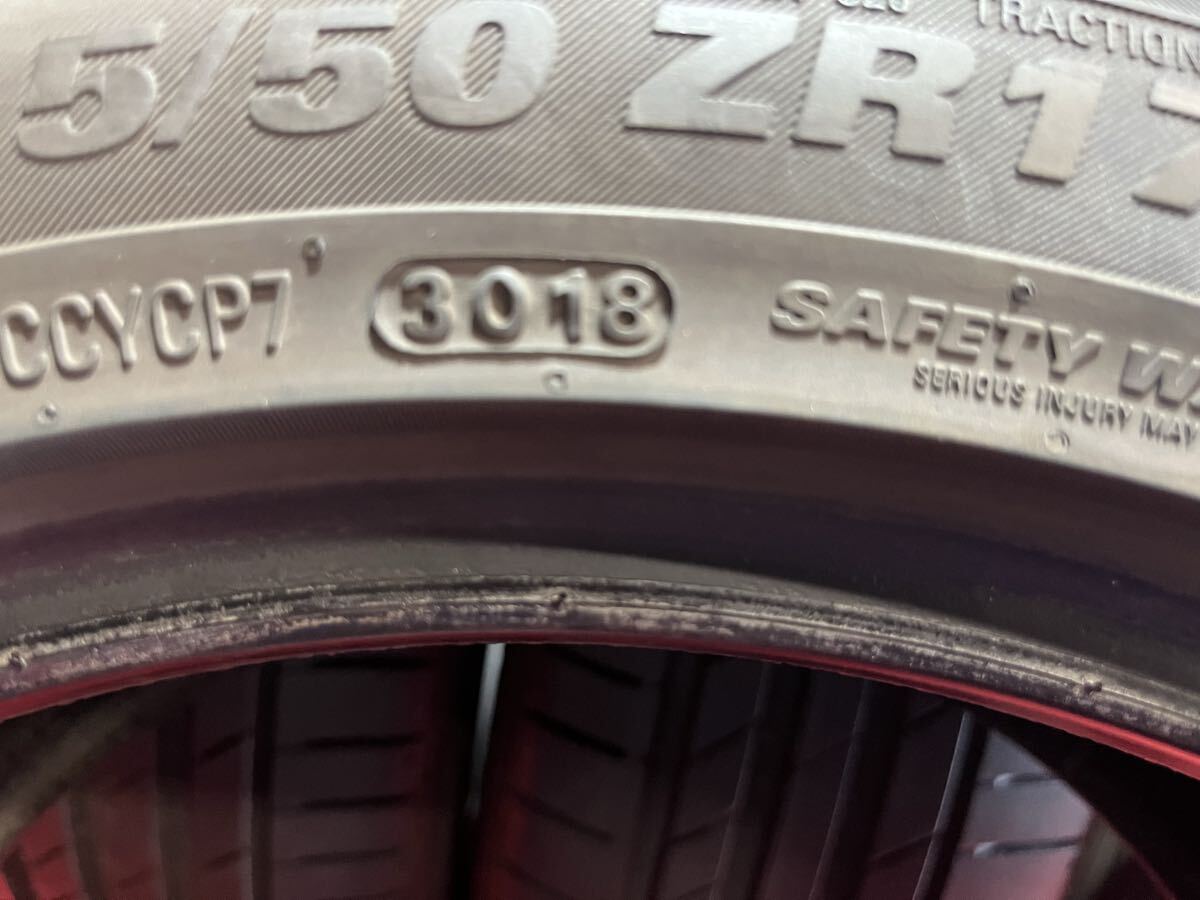 TRACTION
5/50 ZR17
CCYCP7 3018 SAFETY
SERIOUS INJURY MAY